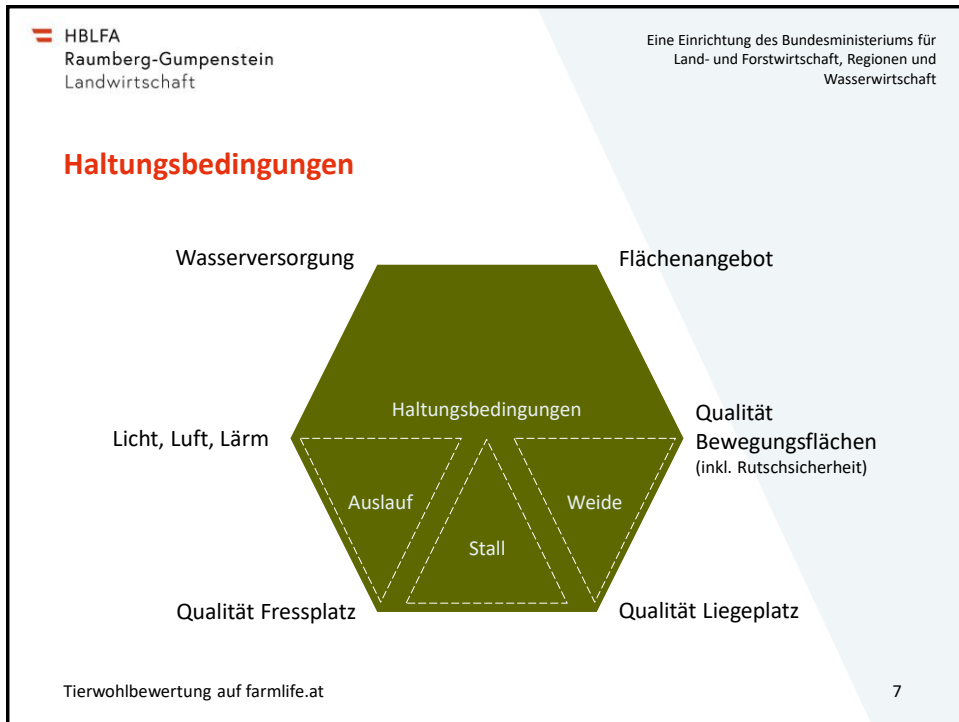 HBLFA
Raumberg-Gumpenstein
Landwirtschaft
Eine Einrichtung des Bundesministeriums für
Land- und Forstwirtschaft, Regionen und
Wasserwirtschaft
Haltungsbedingungen
Wasserversorgung
Flächenangebot
Haltungsbedingungen
Licht, Luft, Lärm
Qualität
Bewegungsflächen
(inkl. Rutschsicherheit)
Auslauf
Weide
Stall
Qualität Fressplatz
Qualität Liegeplatz
Tierwohlbewertung auf farmlife.at
7